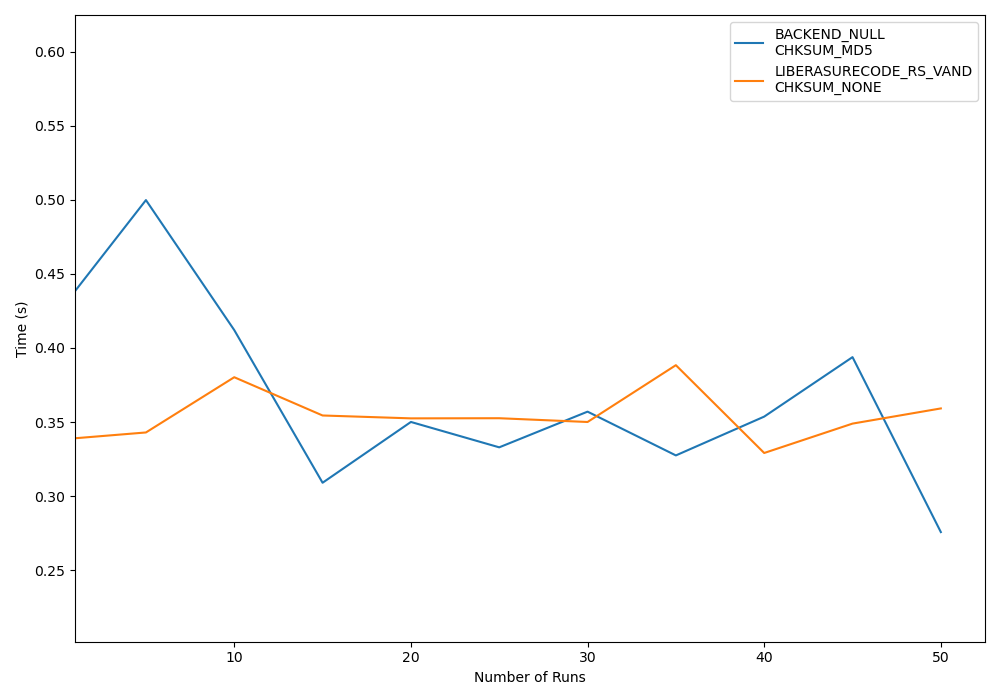 BACKEND_NULL
CHKSUM_MD5
LIBERASURECODE_RS_VAND
CHKSUM_NONE
0.60
0.55
0.50
0.45
0.40
0.35
0.30
0.25
Time (s)
10 20 30 40 50
Number of Runs